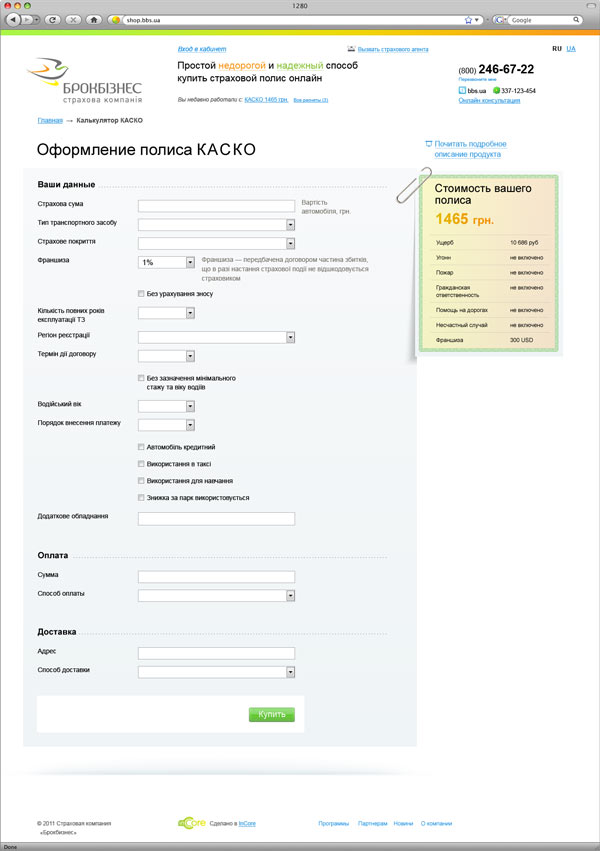 1280
shop.bbs.ua
Google
Вход в кабинет
Вызвать страхового агента
RU UA
БРОКБІЗНЕС
страхова компанія
Простой недорогой и надежный способ
купить страховой полис онлайн
Вы недавно работали с: КАСКО 1465 грн. Все расчеты (3)
(800) 246-67-22
Перезвоните мне
bbs.ua 337-123-454
Онлайн консультация
Главная → Калькулятор КАСКО
Оформление полиса КАСКО
Почитать подробное
описание продукта
Ваши данные
Страхова сума
Вартість
автомобіля, грн.
Тип транспортного засобу
Страхове покриття
Франшиза
1%
Франшиза — передбачена договором частина збитків,
що в разі настання страхової події не відшкодовується
страховиком
Без урахування зносу
Кількість повних років
експлуатації ТЗ
Регіон реєстрації
Термін дії договору
Без зазначення мінімального
стажу та віку водіїв
Водійський вік
Порядок внесення платежу
Автомобіль кредитний
Використання в таксі
Використання для навчання
Знижка за парк використовується
Додаткове обладнання
Стоимость вашего
полиса
1465 грн.
Ущерб 10 686 руб
Угонн не включено
Пожар не включено
Гражданская
ответственность не включено
Помощь на дорогах не включено
Несчастный случай не включено
Франшиза 300 USD
Оплата
Сумма
Способ оплаты
Доставка
Адрес
Способ доставки
Купить
© 2011 Страховая компания
«Брокбизнес»
inCore Сделано в InCore
Программы Партнерам Новини О компании
Done